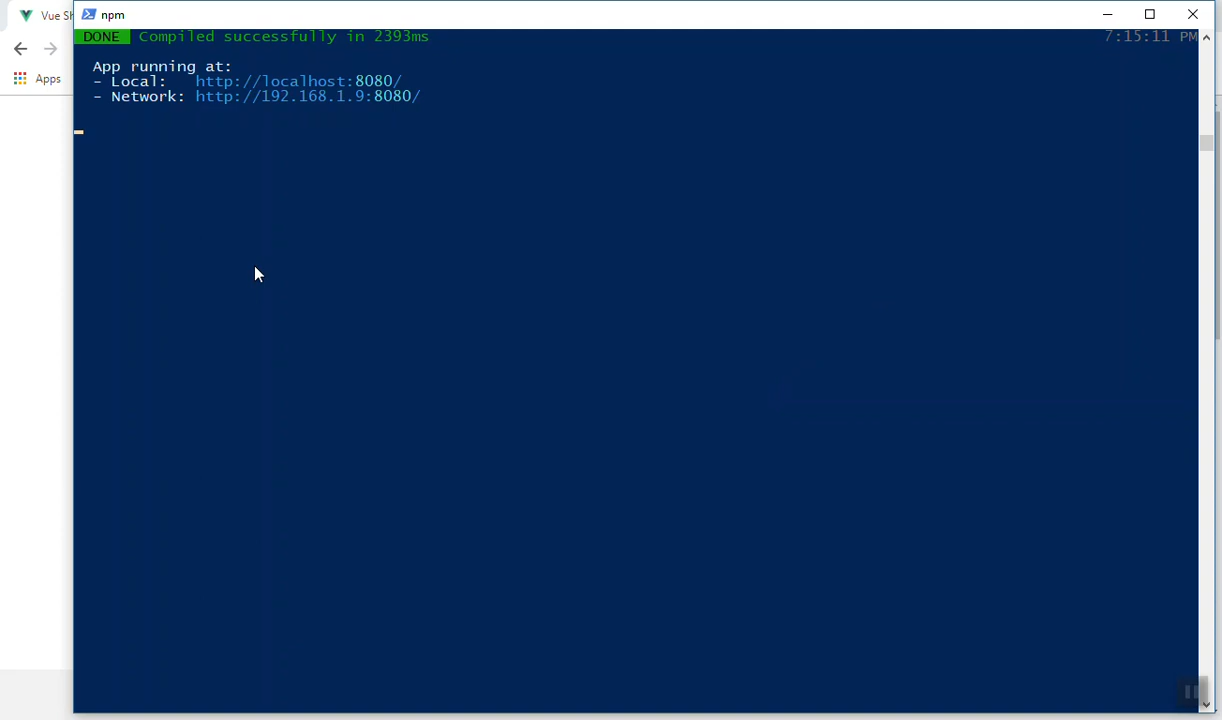 Vue Sh
npm
Apps
DONE Compiled successfully in 2393ms 7:15:11 PM
App running at:
- Local: http://localhost:8080/
- Network: http://192.168.1.9:8080/